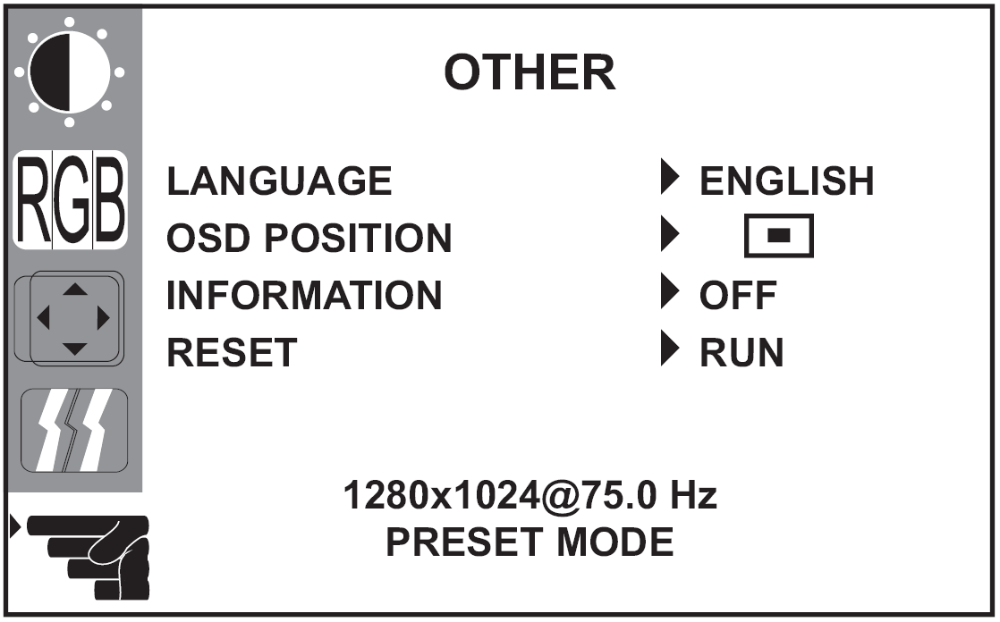 OTHER
RGB
LANGUAGE ENGLISH
OSD POSITION
INFORMATION OFF
RESET RUN
1280x1024@75.0 Hz
PRESET MODE